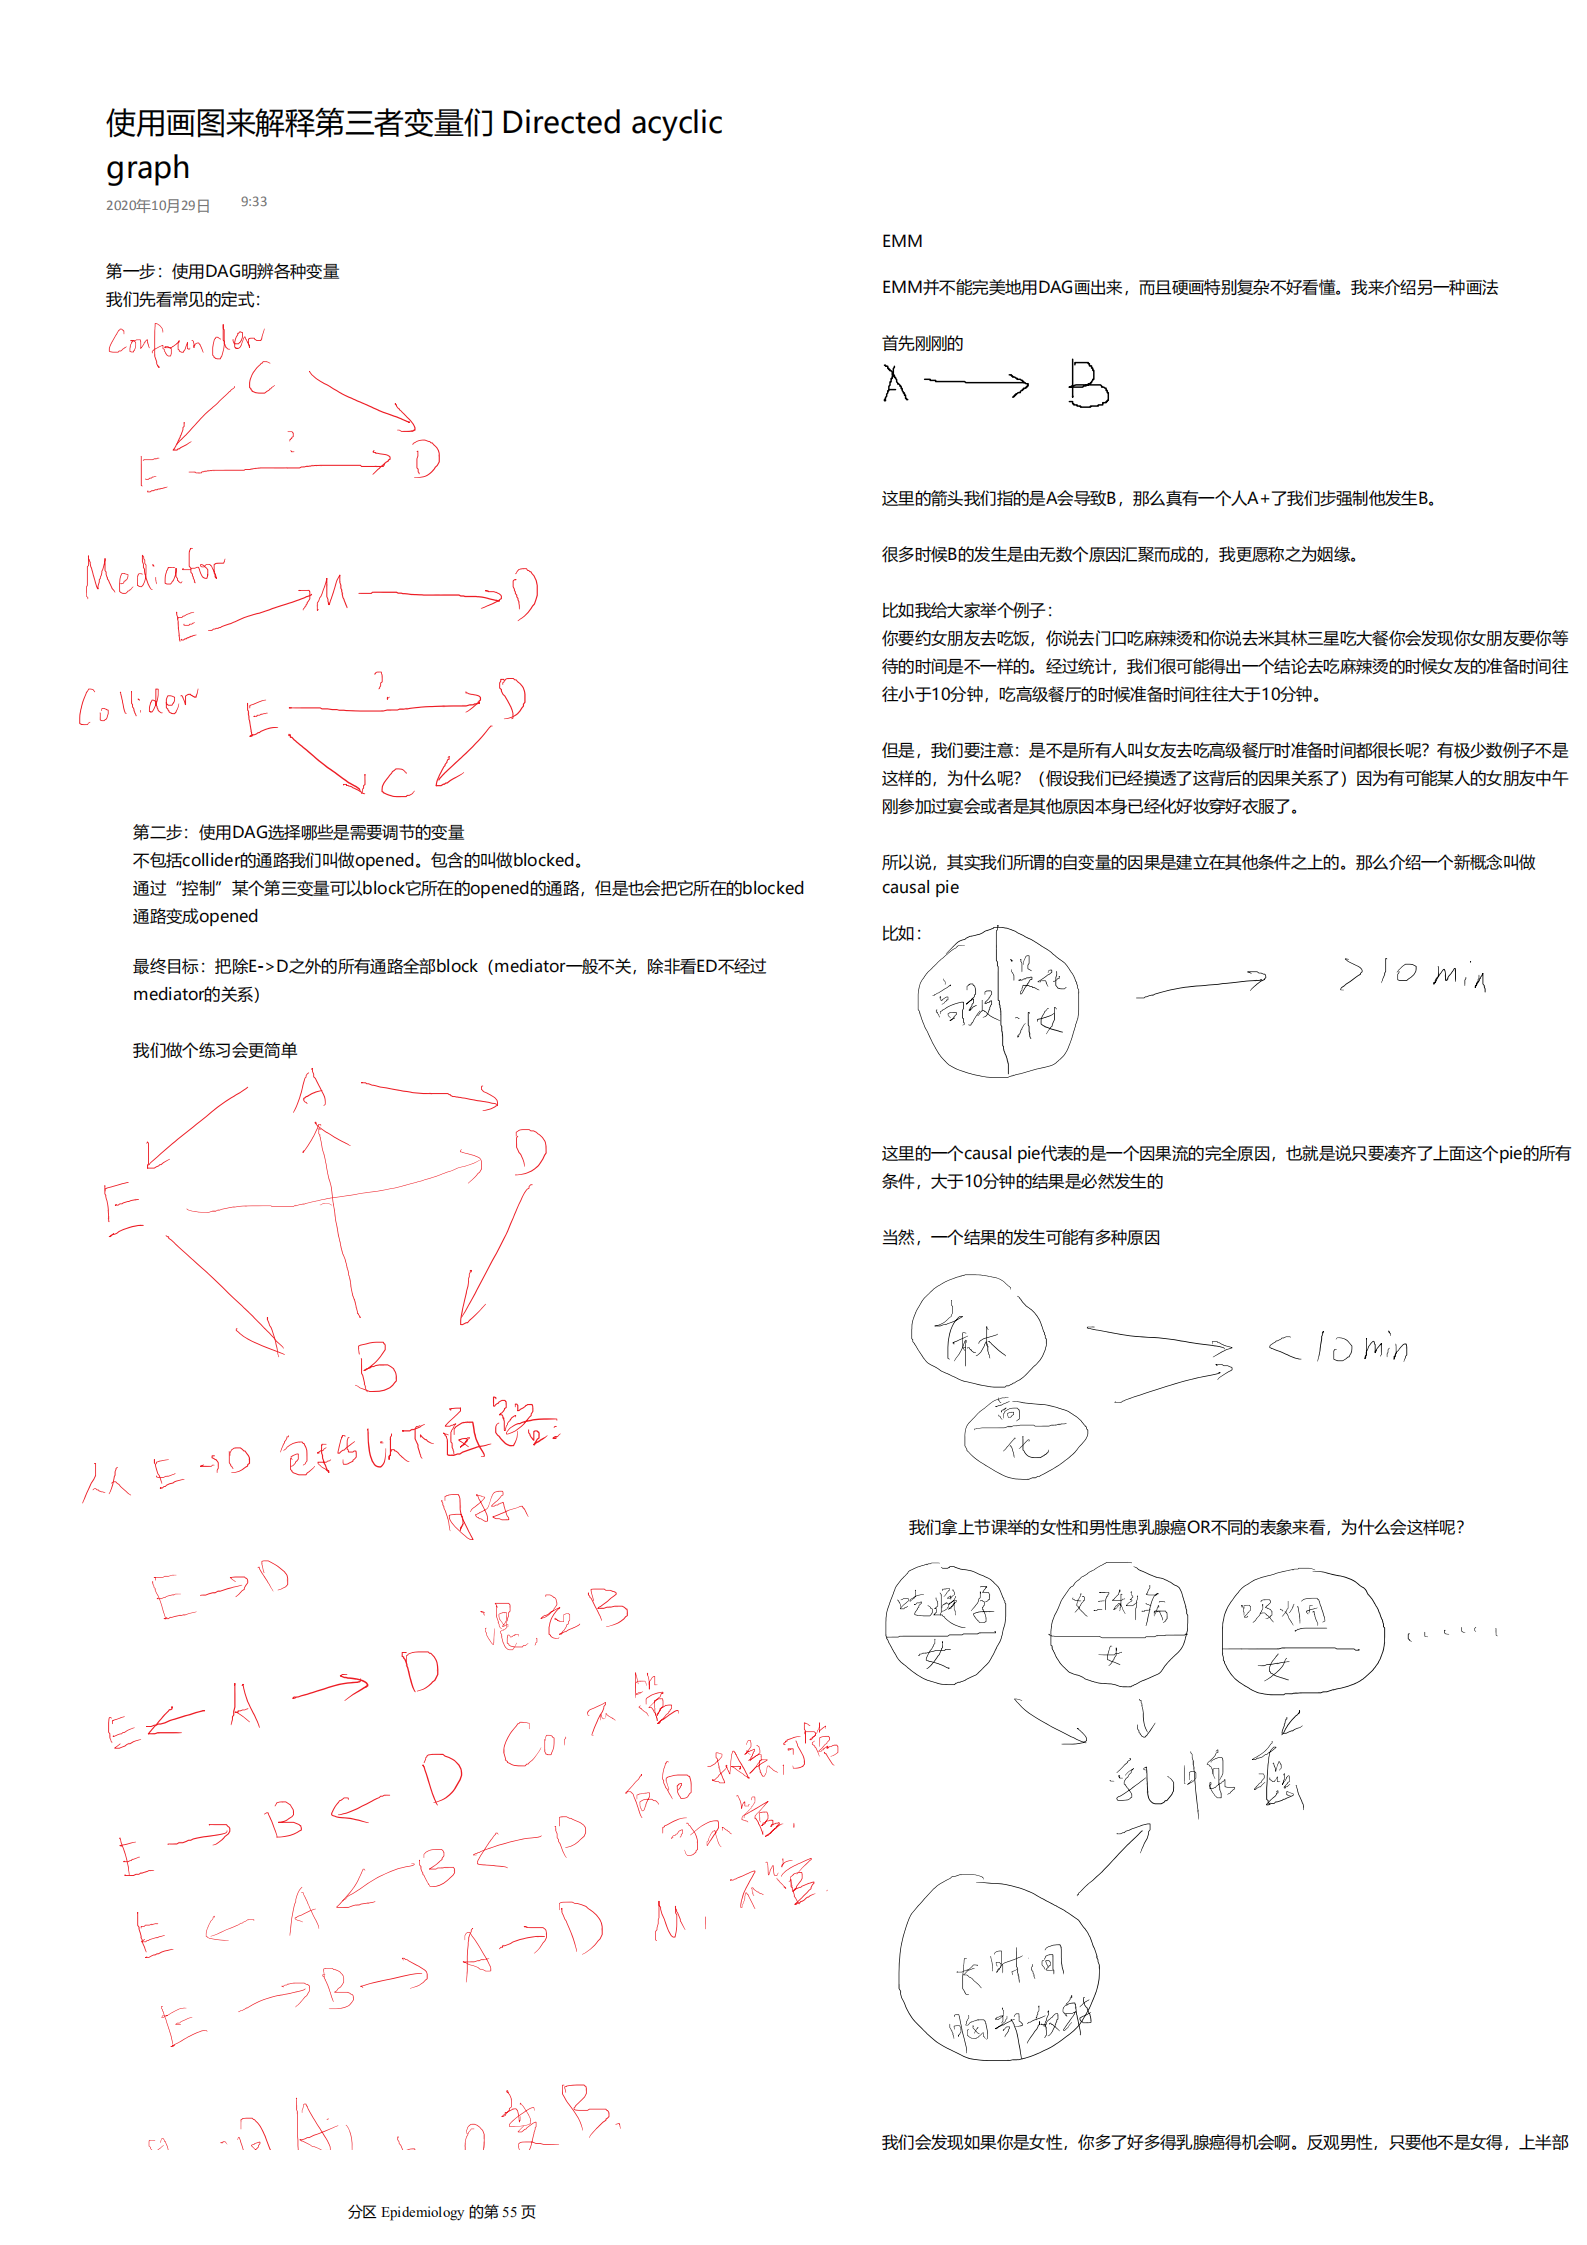 使用画图来解释第三者变量们 Directed acyclic
graph
2020年10月29日 9:33
第一步：使用DAG明辨各种变量
我们先看常见的定式：
Confounder
C
?
E D
Mediator
E M D
Collider
?
E D
C
第二步：使用DAG选择哪些是需要调节的变量
不包括collider的通路我们叫做opened。包含的叫做blocked。
通过“控制”某个第三变量可以block它所在的opened的通路，但是也会把它所在的blocked
通路变成opened
最终目标：把除E->D之外的所有通路全部block（mediator一般不关，除非看ED不经过
mediator的关系）
我们做个练习会更简单
A
D
E
B
从 E→D 包括以下通路：
目标
E→D
E←A→D 混, B
E→B←D Co, 不管
E←A←B←D 反向 可管
可不管.
E→B→A→D M, 不管.
A B.
EMM
EMM并不能完美地用DAG画出来，而且硬画特别复杂不好看懂。我来介绍另一种画法
首先刚刚的
A → B
这里的箭头我们指的是A会导致B，那么真有一个人A+了我们步强制他发生B。
很多时候B的发生是由无数个原因汇聚而成的，我更愿称之为姻缘。
比如我给大家举个例子：
你要约女朋友去吃饭，你说去门口吃麻辣烫和你说去米其林三星吃大餐你会发现你女朋友要你等
待的时间是不一样的。经过统计，我们很可能得出一个结论去吃麻辣烫的时候女友的准备时间往
往小于10分钟，吃高级餐厅的时候准备时间往往大于10分钟。
但是，我们要注意：是不是所有人叫女友去吃高级餐厅时准备时间都很长呢？有极少数例子不是
这样的，为什么呢？（假设我们已经摸透了这背后的因果关系了）因为有可能某人的女朋友中午
刚参加过宴会或者是其他原因本身已经化好妆穿好衣服了。
所以说，其实我们所谓的自变量的因果是建立在其他条件之上的。那么介绍一个新概念叫做
causal pie
比如：
高级 没化妆 → >10 min
这里的一个causal pie代表的是一个因果流的完全原因，也就是说只要凑齐了上面这个pie的所有
条件，大于10分钟的结果是必然发生的
当然，一个结果的发生可能有多种原因
麻
<10 min
高
化
我们拿上节课举的女性和男性患乳腺癌OR不同的表象来看，为什么会这样呢？
吃避孕 妇科病 吸烟 ......
女 女 女
乳腺癌
长时间
胸部放射
我们会发现如果你是女性，你多了好多得乳腺癌得机会啊。反观男性，只要他不是女得，上半部
分区 Epidemiology 的第 55 页